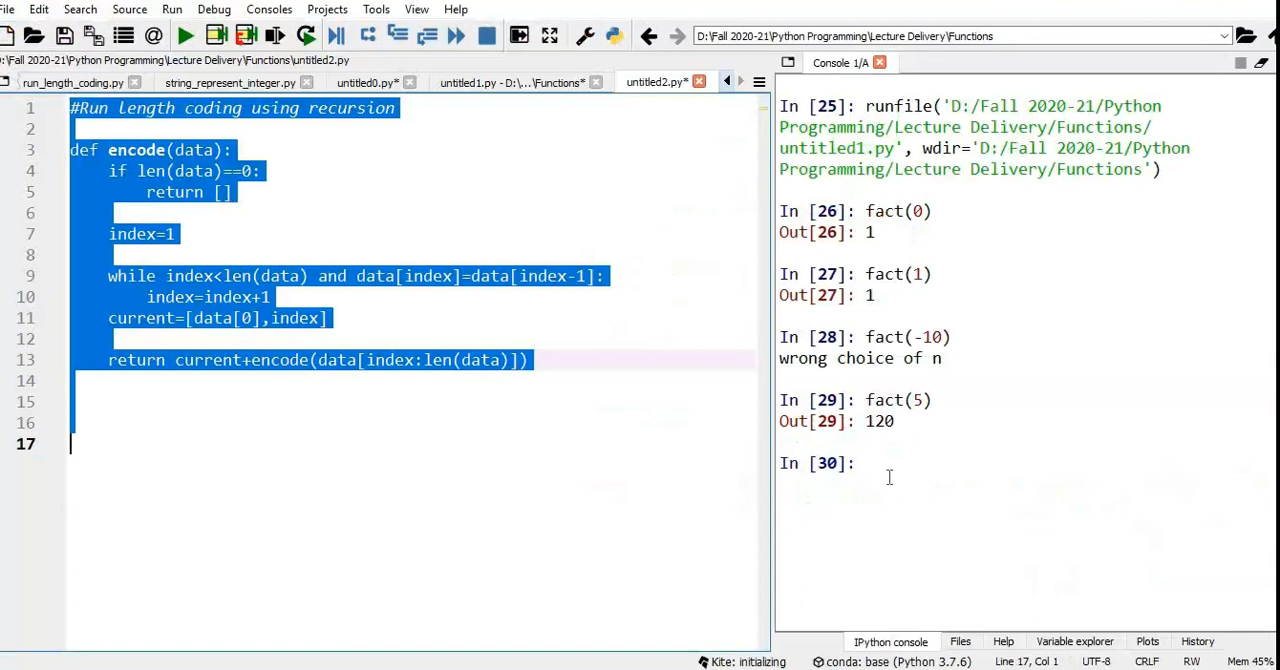 File Edit Search Source Run Debug Consoles Projects Tools View Help
D:\Fall 2020-21\Python Programming\Lecture Delivery\Functions
/Fall 2020-21/Python Programming/Lecture Delivery/Functions\untitled2.py
run_length_coding.py string_represent_integer.py untitled0.py* untitled1.py - D:\...\Functions* untitled2.py*
Console 1/A
1 #Run length coding using recursion
2
3 def encode(data):
4 if len(data)==0:
5 return []
6
7 index=1
8
9 while index<len(data) and data[index]=data[index-1]:
10 index=index+1
11 current=[data[0],index]
12
13 return current+encode(data[index:len(data)])
14
15
16
17
In [25]: runfile('D:/Fall 2020-21/Python
Programming/Lecture Delivery/Functions/
untitled1.py', wdir='D:/Fall 2020-21/Python
Programming/Lecture Delivery/Functions')
In [26]: fact(0)
Out[26]: 1
In [27]: fact(1)
Out[27]: 1
In [28]: fact(-10)
wrong choice of n
In [29]: fact(5)
Out[29]: 120
In [30]:
IPython console Files Help Variable explorer Plots History
Kite: initializing conda: base (Python 3.7.6) Line 17, Col 1 UTF-8 CRLF RW Mem 45%